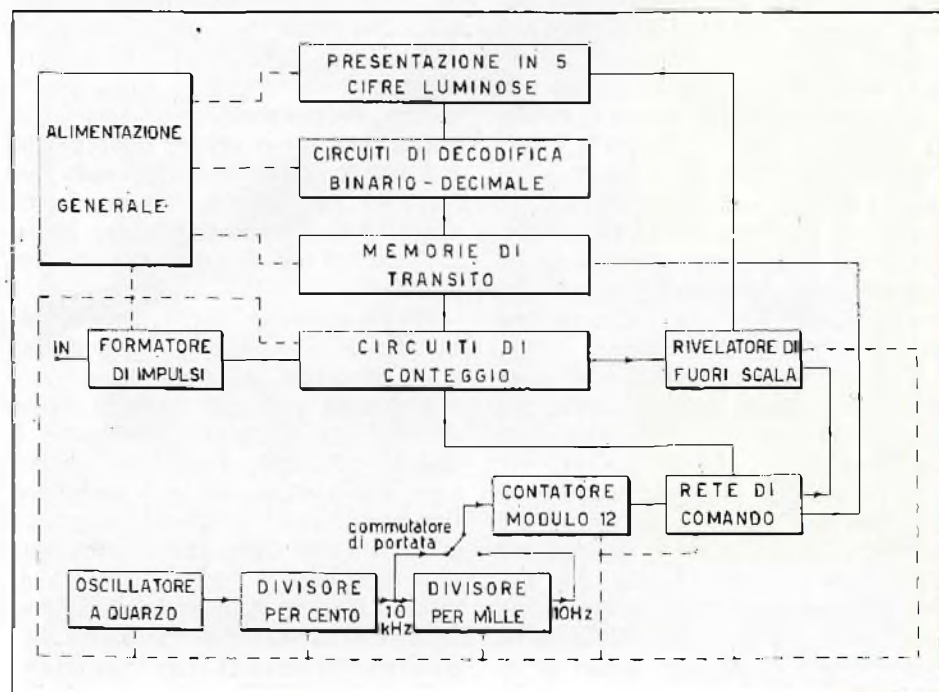 PRESENTAZIONE IN 5
CIFRE LUMINOSE
ALIMENTAZIONE
GENERALE
CIRCUITI DI DECODIFICA
BINARIO-DECIMALE
MEMORIE DI
TRANSITO
IN
FORMATORE
DI IMPULSI
CIRCUITI DI
CONTEGGIO
RIVELATORE DI
FUORI SCALA
CONTATORE
MODULO 12
RETE DI
COMANDO
commutatore
di portata
OSCILLATORE
A QUARZO
DIVISORE
PER CENTO
10
kHz
DIVISORE
PER MILLE
10Hz